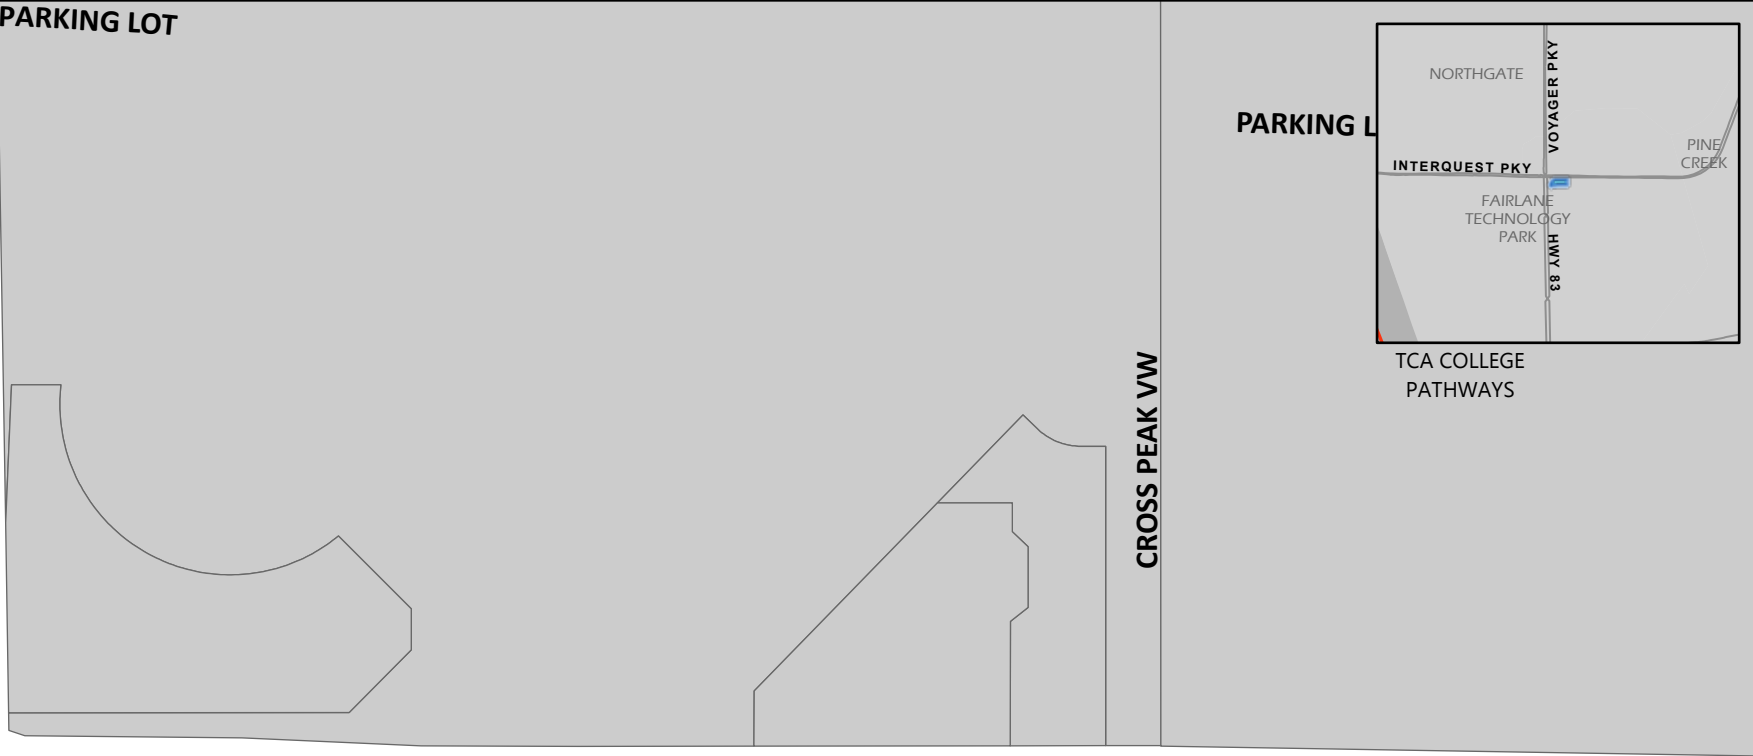 PARKING LOT
PARKING L
NORTHGATE
VOYAGER PKY
PINE
CREEK
INTERQUEST PKY
FAIRLANE
TECHNOLOGY
PARK
HWY 83
TCA COLLEGE
PATHWAYS
CROSS PEAK VW